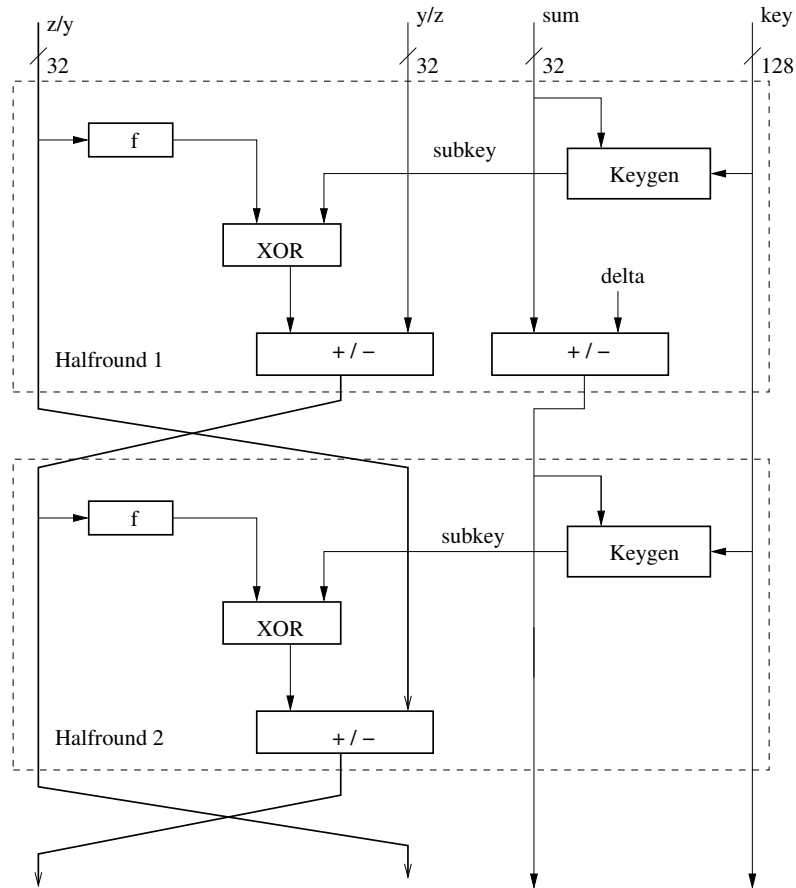 z/y y/z sum key
32 32 32 128
f
subkey
Keygen
XOR
delta
Halfround 1
+ / −
+ / −
f
subkey
Keygen
XOR
Halfround 2
+ / −